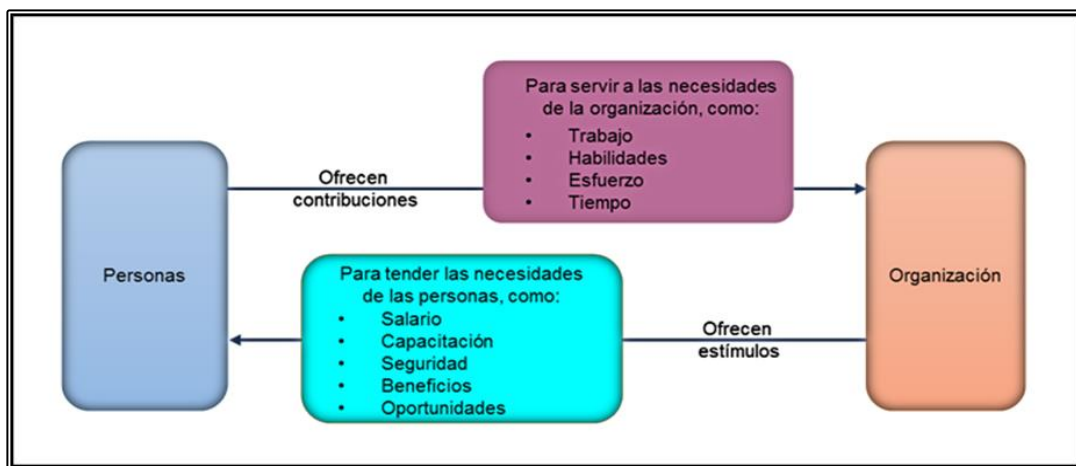 Para servir a las necesidades
de la organización, como:
• Trabajo
• Habilidades
• Esfuerzo
• Tiempo
Ofrecen
contribuciones
Personas
Organización
Para tender las necesidades
de las personas, como:
• Salario
• Capacitación
• Seguridad
• Beneficios
• Oportunidades
Ofrecen
estímulos